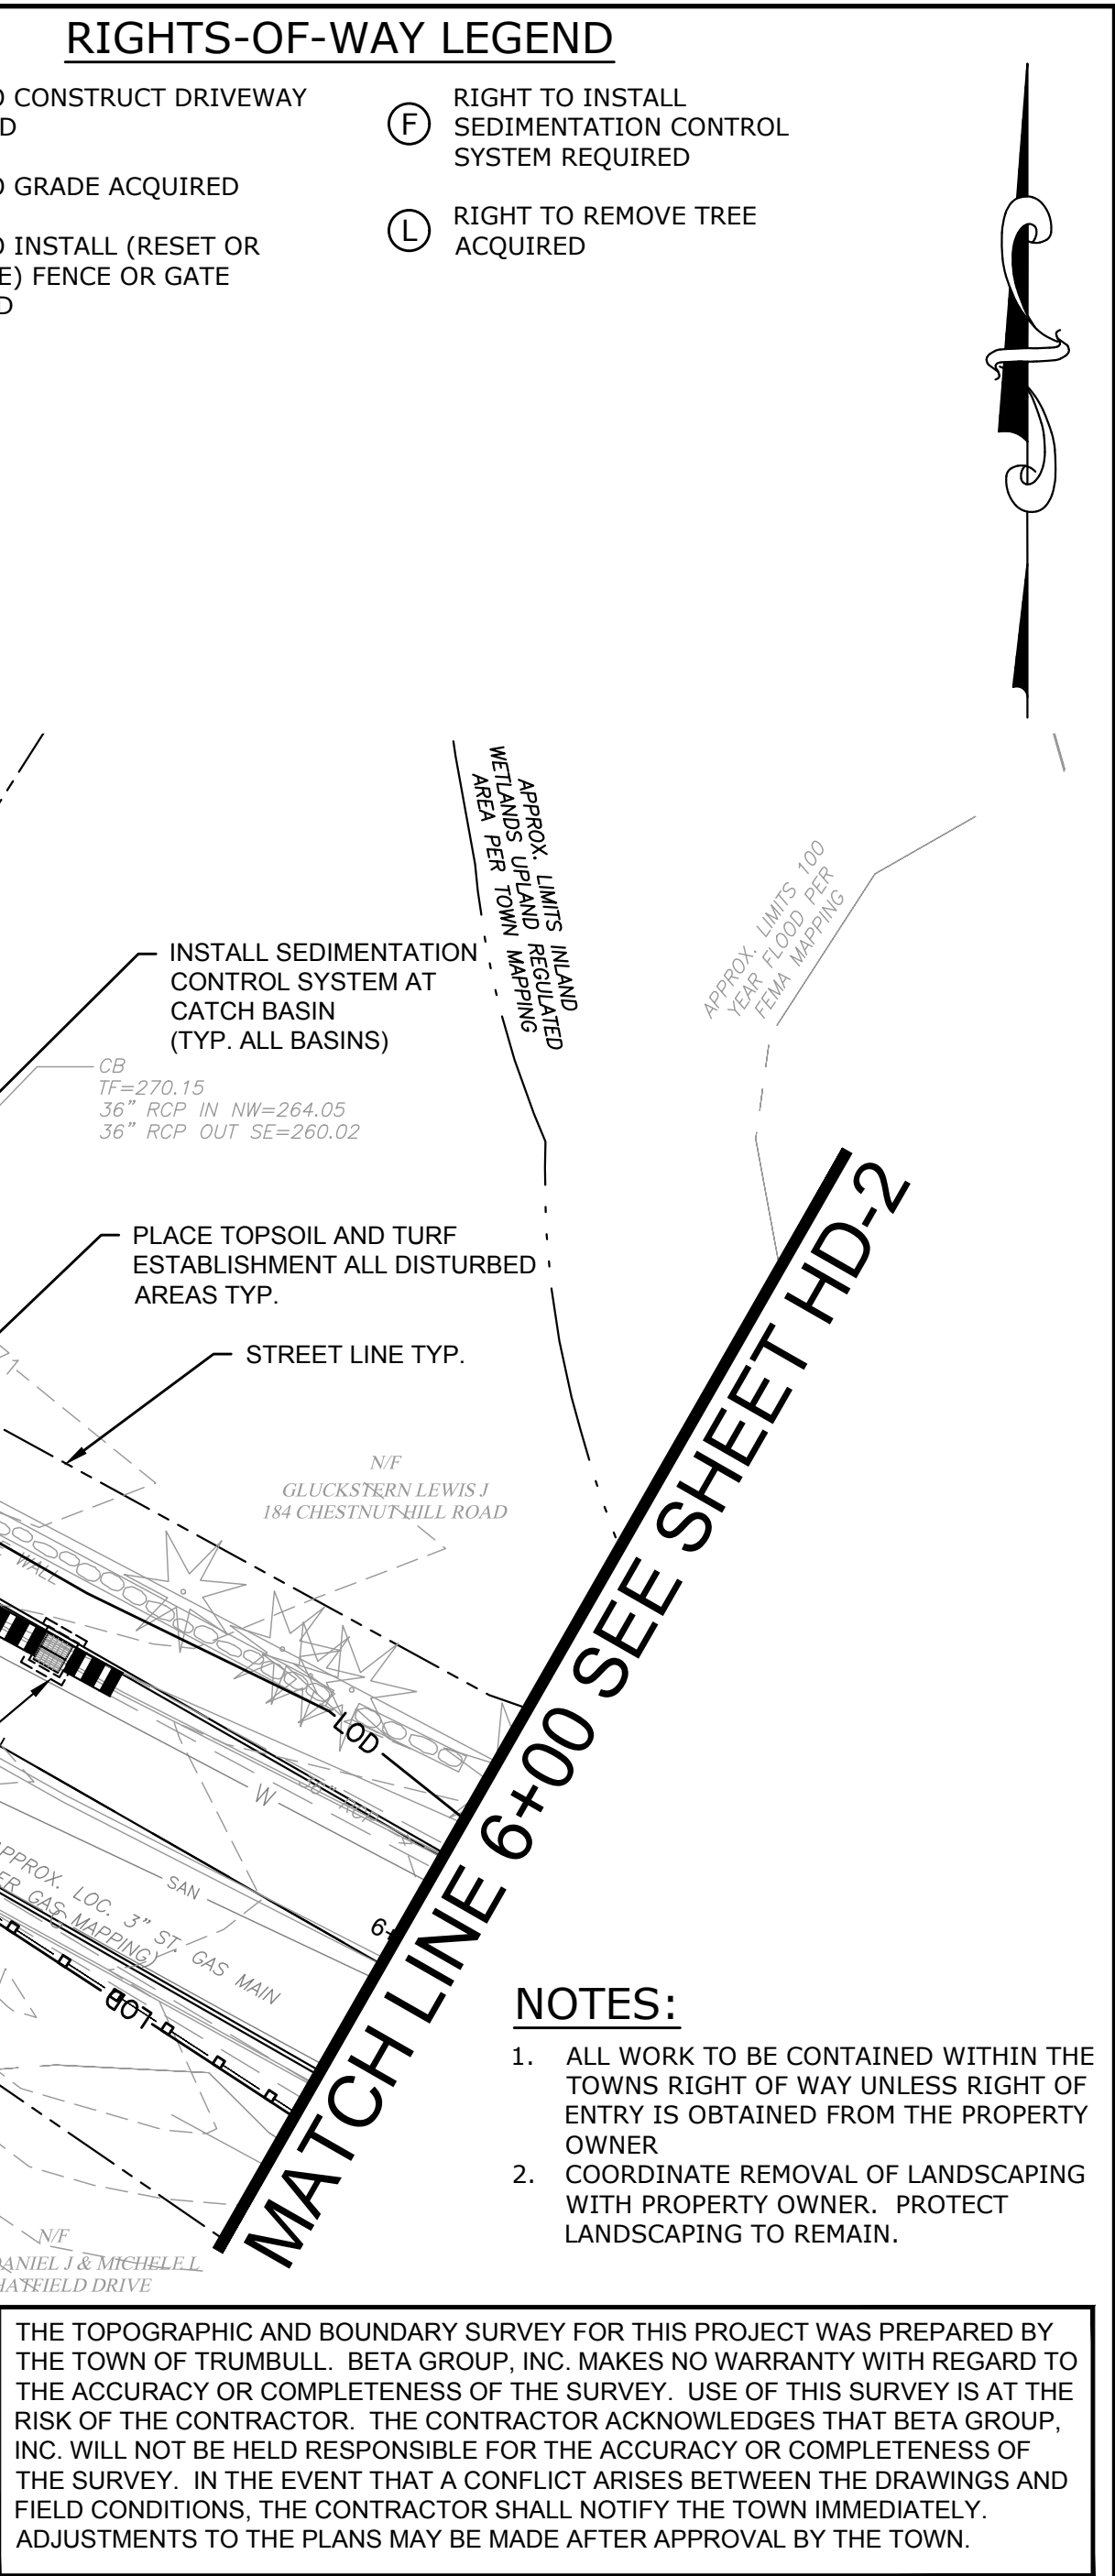 RIGHTS-OF-WAY LEGEND
CONSTRUCT DRIVEWAY
D
GRADE ACQUIRED
INSTALL (RESET OR
E) FENCE OR GATE
D
F RIGHT TO INSTALL
SEDIMENTATION CONTROL
SYSTEM REQUIRED
L RIGHT TO REMOVE TREE
ACQUIRED
APPROX. LIMITS INLAND
WETLANDS UPLAND REGULATED
AREA PER TOWN MAPPING
APPROX. LIMITS 100
YEAR FLOOD PER
FEMA MAPPING
INSTALL SEDIMENTATION
CONTROL SYSTEM AT
CATCH BASIN
(TYP. ALL BASINS)
CB
TF=270.15
36" RCP IN NW=264.05
36" RCP OUT SE=260.02
PLACE TOPSOIL AND TURF
ESTABLISHMENT ALL DISTURBED
AREAS TYP.
STREET LINE TYP.
N/F
GLUCKSTERN LEWIS J
184 CHESTNUT HILL ROAD
WALL
LOD
W
SAN
APPROX. LOC. 3" ST. GAS MAIN
ER GAS MAPPING)
LOD
6+
MATCH LINE 6+00 SEE SHEET HD-2
N/F
DANIEL J & MICHELE L
HATFIELD DRIVE
NOTES:
1. ALL WORK TO BE CONTAINED WITHIN THE
TOWNS RIGHT OF WAY UNLESS RIGHT OF
ENTRY IS OBTAINED FROM THE PROPERTY
OWNER
2. COORDINATE REMOVAL OF LANDSCAPING
WITH PROPERTY OWNER. PROTECT
LANDSCAPING TO REMAIN.
THE TOPOGRAPHIC AND BOUNDARY SURVEY FOR THIS PROJECT WAS PREPARED BY
THE TOWN OF TRUMBULL. BETA GROUP, INC. MAKES NO WARRANTY WITH REGARD TO
THE ACCURACY OR COMPLETENESS OF THE SURVEY. USE OF THIS SURVEY IS AT THE
RISK OF THE CONTRACTOR. THE CONTRACTOR ACKNOWLEDGES THAT BETA GROUP,
INC. WILL NOT BE HELD RESPONSIBLE FOR THE ACCURACY OR COMPLETENESS OF
THE SURVEY. IN THE EVENT THAT A CONFLICT ARISES BETWEEN THE DRAWINGS AND
FIELD CONDITIONS, THE CONTRACTOR SHALL NOTIFY THE TOWN IMMEDIATELY.
ADJUSTMENTS TO THE PLANS MAY BE MADE AFTER APPROVAL BY THE TOWN.